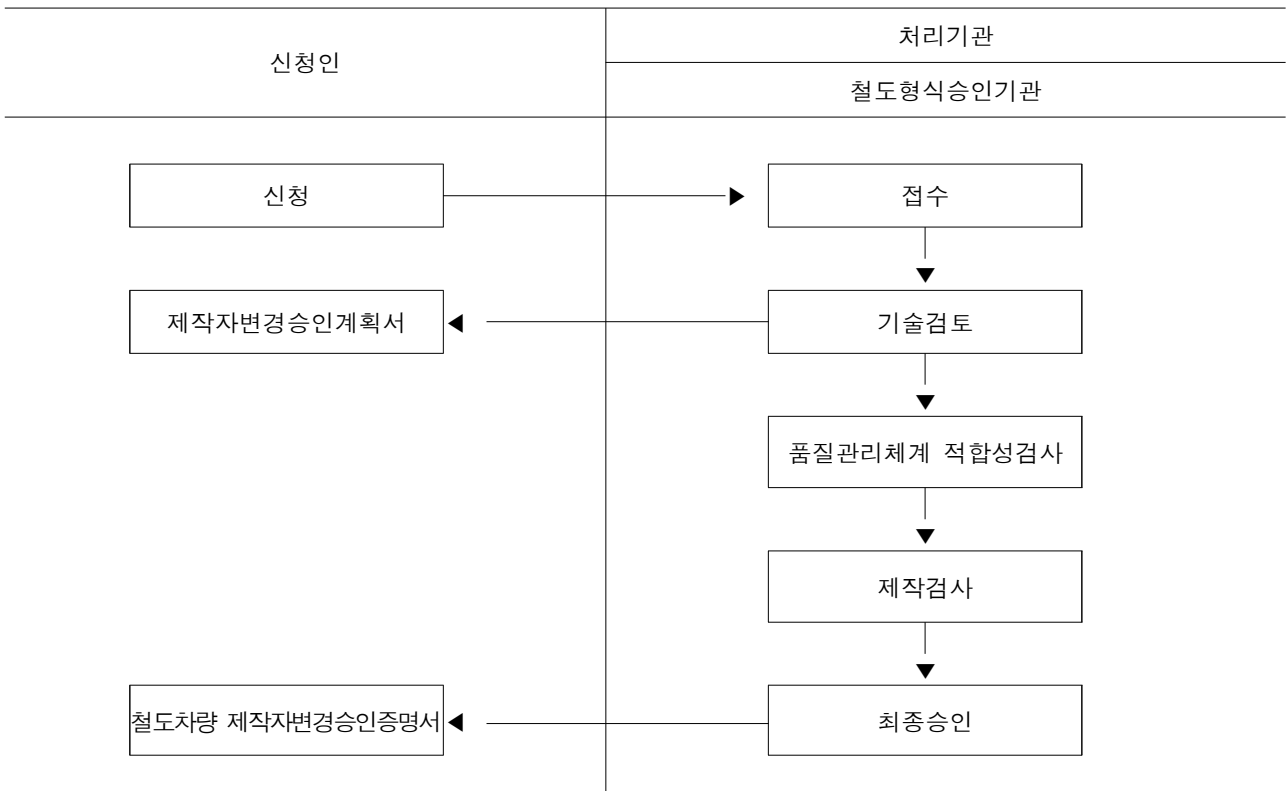 신청인
처리기관
철도형식승인기관
신청
접수
제작자변경승인계획서
기술검토
품질관리체계 적합성검사
제작검사
철도차량 제작자변경승인증명서
최종승인